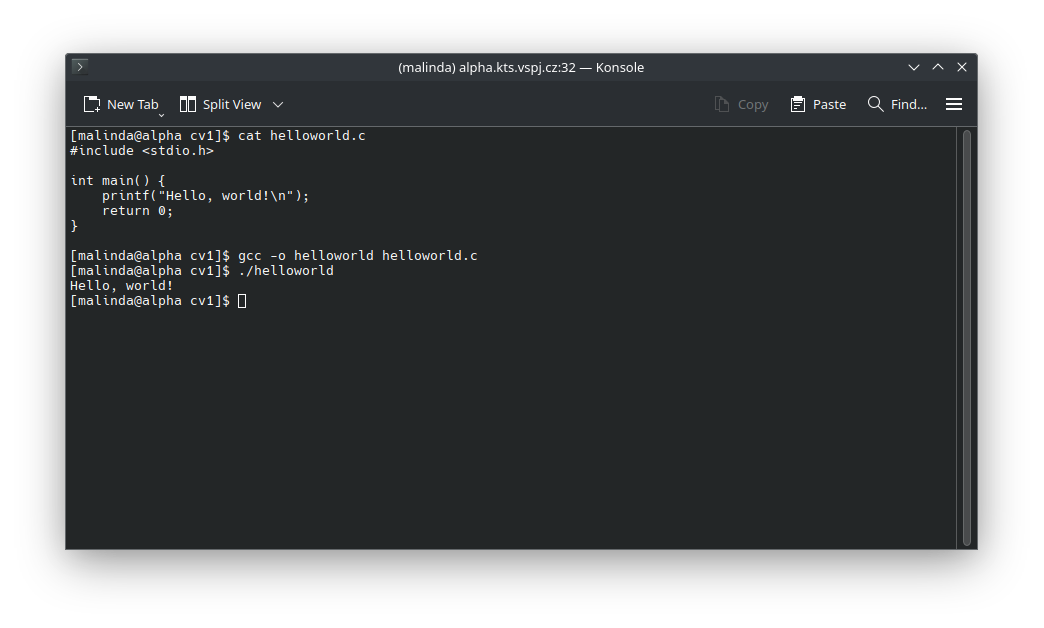 (malinda) alpha.kts.vspj.cz:32 — Konsole
New Tab Split View Copy Paste Find...
[malinda@alpha cv1]$ cat helloworld.c
#include <stdio.h>

int main() {
    printf("Hello, world!\n");
    return 0;
}

[malinda@alpha cv1]$ gcc -o helloworld helloworld.c
[malinda@alpha cv1]$ ./helloworld
Hello, world!
[malinda@alpha cv1]$